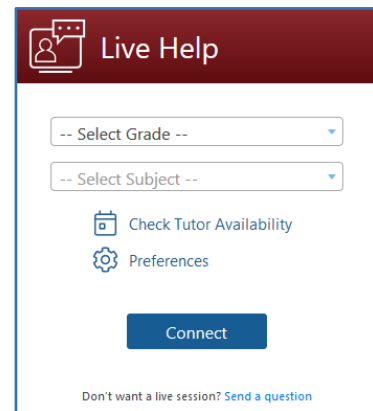 Live Help
-- Select Grade --
-- Select Subject --
Check Tutor Availability
Preferences
Connect
Don't want a live session? Send a question